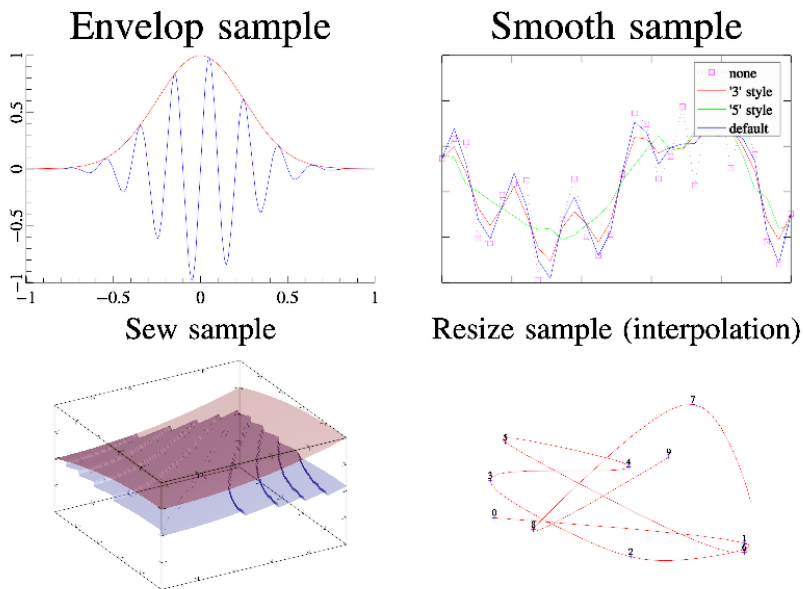 Envelop sample
Smooth sample
1
0.5
0
−0.5
−1
−1
−0.5
0
0.5
1
none
'3' style
'5' style
default
Sew sample
Resize sample (interpolation)
7
5
4
9
3
0
8
1
6
2